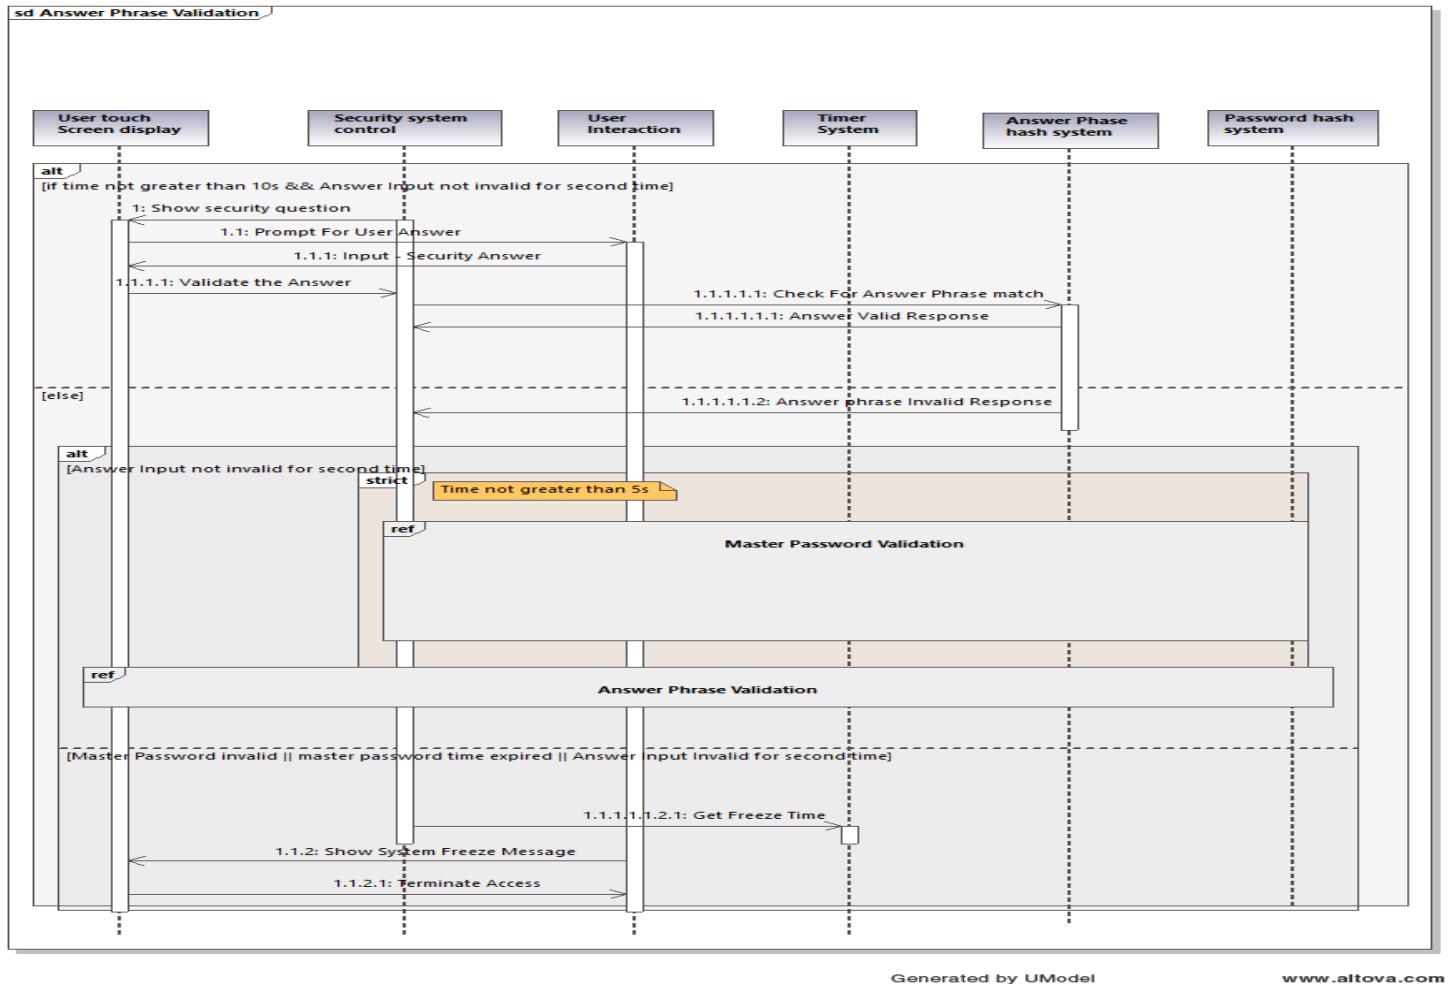 sd Answer Phrase Validation
User touch
Screen display
Security system
control
User
Interaction
Timer
System
Answer Phase
hash system
Password hash
system
alt
[if time not greater than 10s && Answer Input not invalid for second time]
1: Show security question
1.1: Prompt For User Answer
1.1.1: Input - Security Answer
1.1.1.1: Validate the Answer
1.1.1.1.1: Check For Answer Phrase match
1.1.1.1.1.1: Answer Valid Response
[else]
1.1.1.1.1.2: Answer phrase Invalid Response
alt
[Answer Input not invalid for second time]
strict
Time not greater than 5s
ref
Master Password Validation
ref
Answer Phrase Validation
[Master Password invalid || master password time expired || Answer Input Invalid for second time]
1.1.1.1.1.2.1: Get Freeze Time
1.1.2: Show System Freeze Message
1.1.2.1: Terminate Access
Generated by UModel
www.altova.com